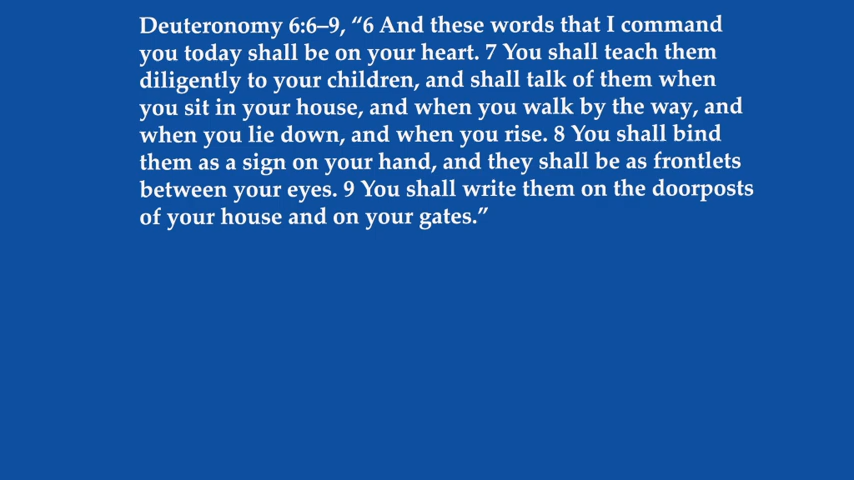 Deuteronomy 6:6–9, “6 And these words that I command
you today shall be on your heart. 7 You shall teach them
diligently to your children, and shall talk of them when
you sit in your house, and when you walk by the way, and
when you lie down, and when you rise. 8 You shall bind
them as a sign on your hand, and they shall be as frontlets
between your eyes. 9 You shall write them on the doorposts
of your house and on your gates.”